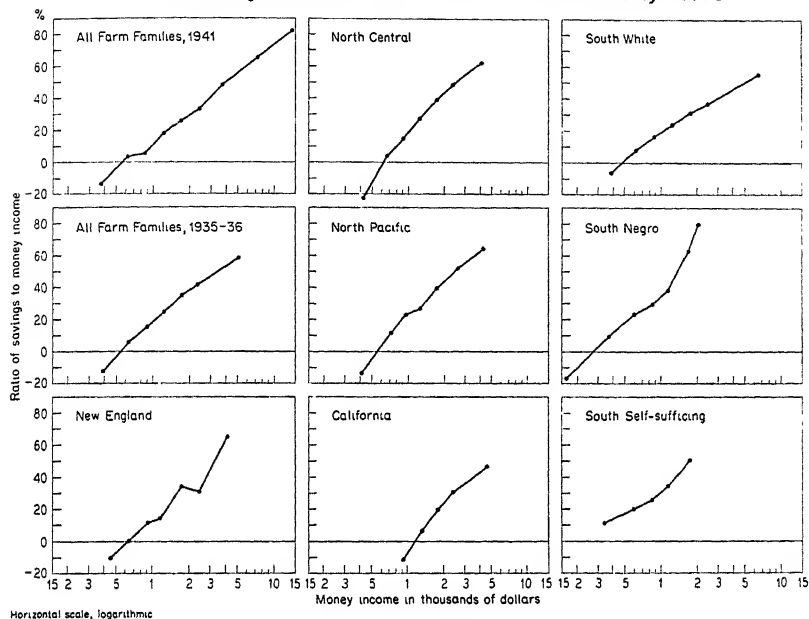 %
All Farm Families, 1941
North Central
South White
80
60
40
20
0
-20
All Farm Families, 1935-36
North Pacific
South Negro
60
40
20
0
-20
New England
California
South Self-sufficing
60
40
20
0
-20
Ratio of savings to money income
15 2 3 5 1 2 3 5 10 15
15 2 3 5 1 2 3 5 10 15
15 2 3 5 1 2 3 5 10 15
Money income in thousands of dollars
Horizontal scale, logarithmic